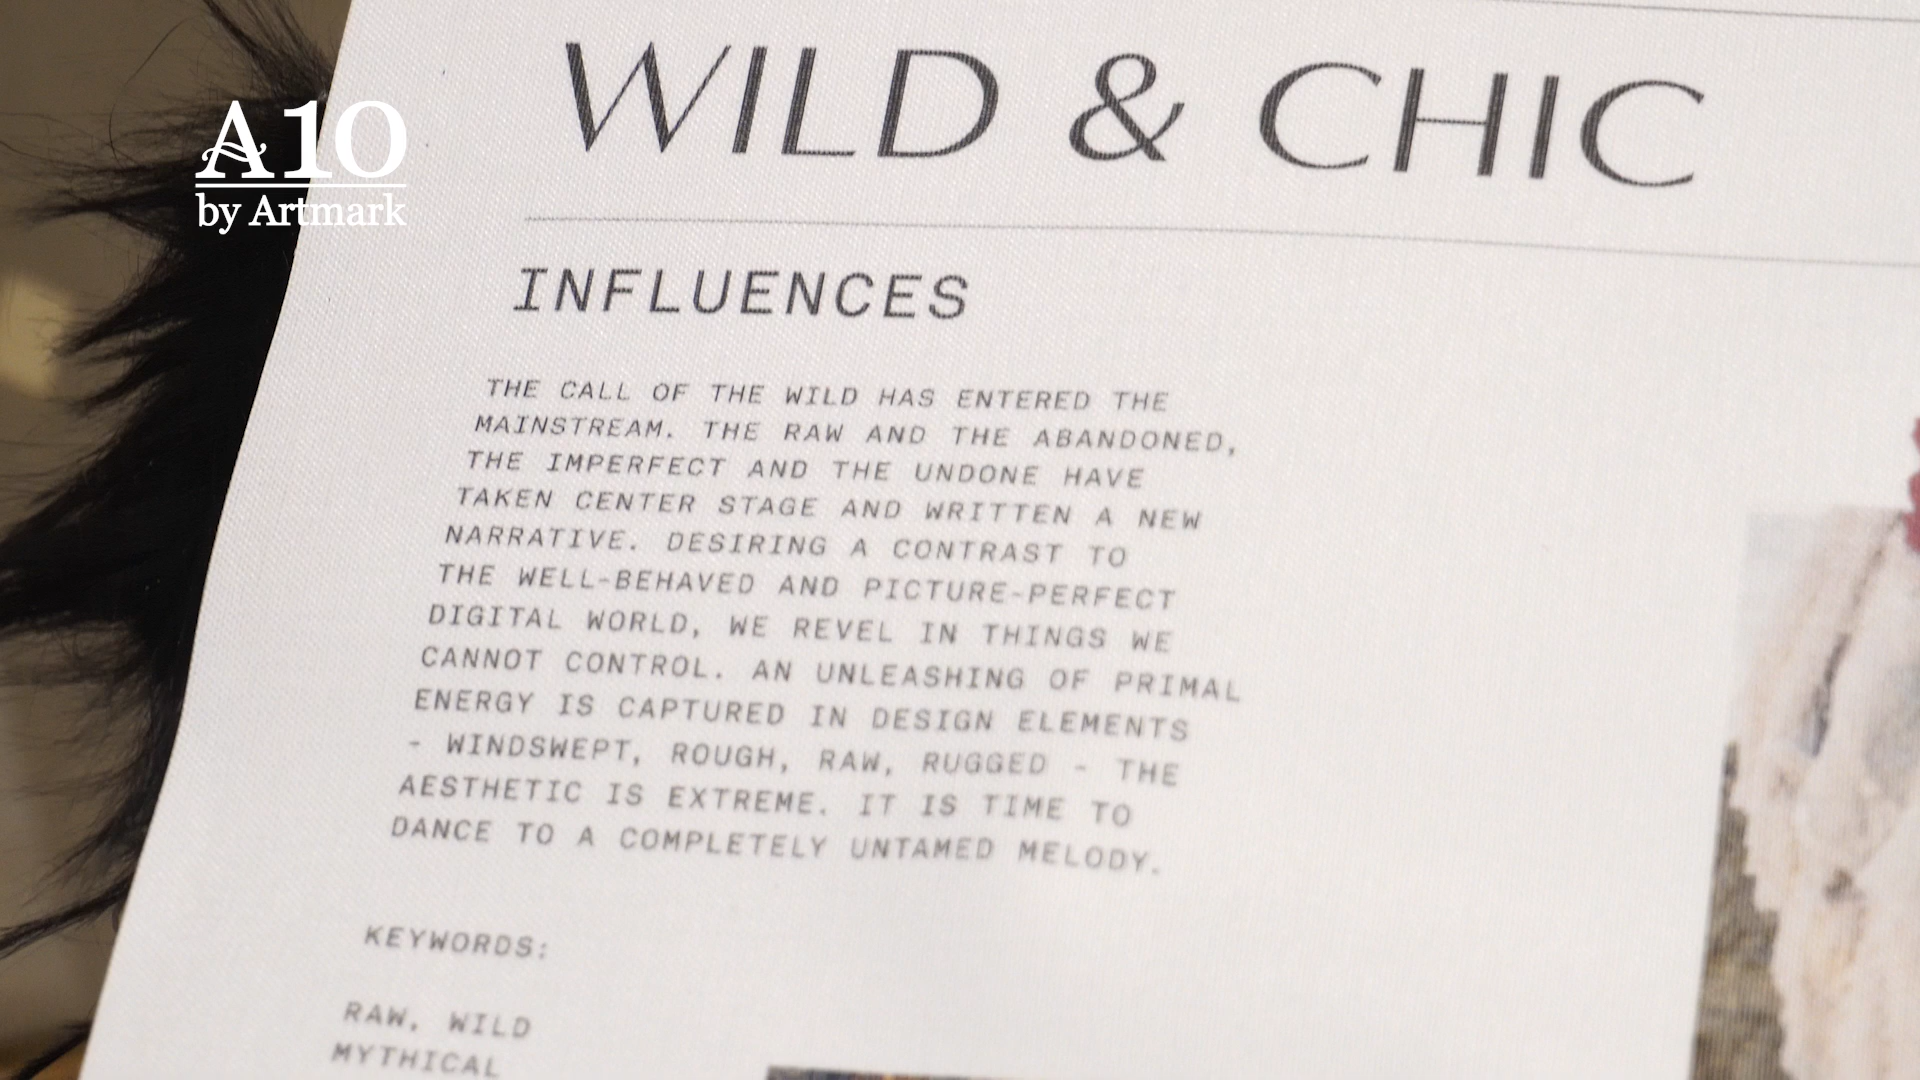 WILD & CHIC
A10
by Artmark
INFLUENCES
THE CALL OF THE WILD HAS ENTERED THE
MAINSTREAM. THE RAW AND THE ABANDONED,
THE IMPERFECT AND THE UNDONE HAVE
TAKEN CENTER STAGE AND WRITTEN A NEW
NARRATIVE. DESIRING A CONTRAST TO
THE WELL-BEHAVED AND PICTURE-PERFECT
DIGITAL WORLD, WE REVEL IN THINGS WE
CANNOT CONTROL. AN UNLEASHING OF PRIMAL
ENERGY IS CAPTURED IN DESIGN ELEMENTS
- WINDSWEPT, ROUGH, RAW, RUGGED - THE
AESTHETIC IS EXTREME. IT IS TIME TO
DANCE TO A COMPLETELY UNTAMED MELODY.
KEYWORDS:
RAW, WILD
MYTHICAL